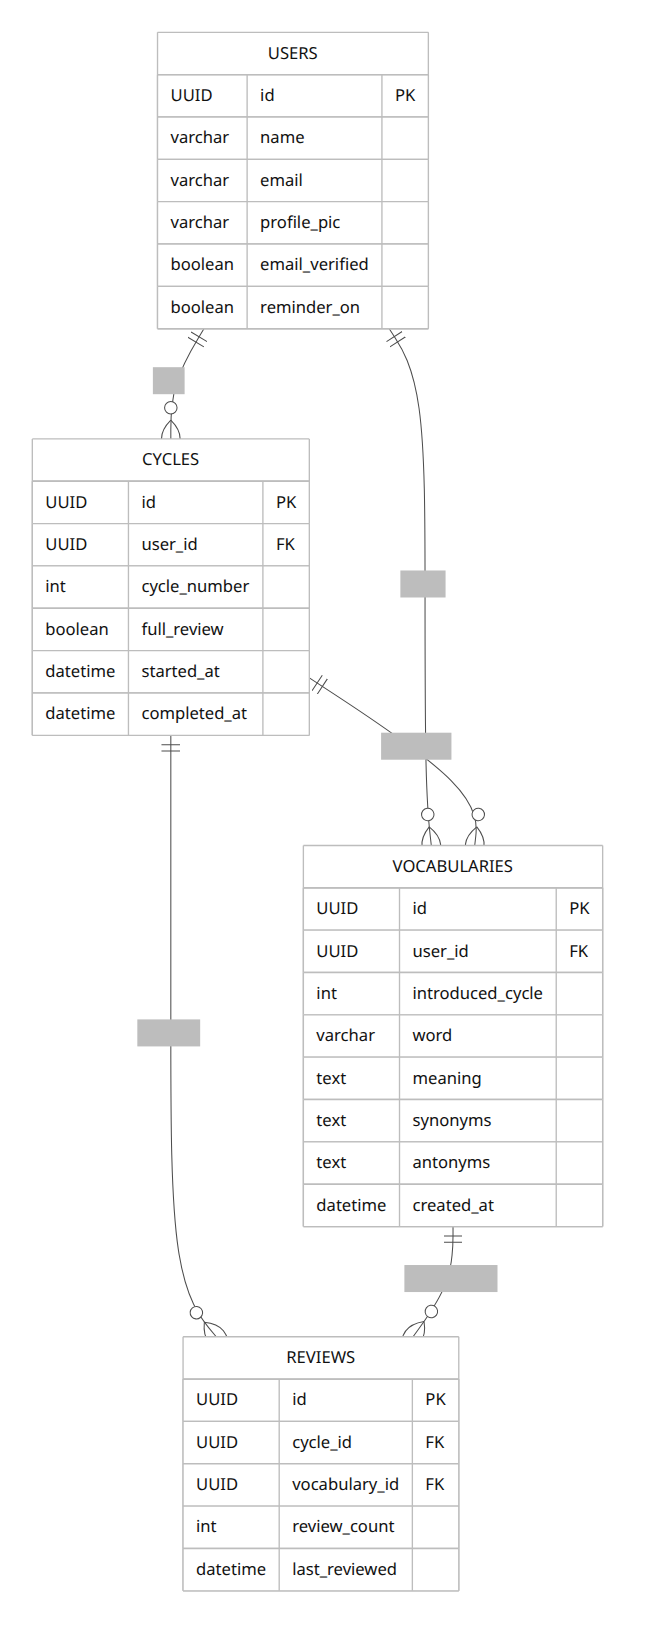 USERS
UUID id PK
varchar name
varchar email
varchar profile_pic
boolean email_verified
boolean reminder_on
CYCLES
UUID id PK
UUID user_id FK
int cycle_number
boolean full_review
datetime started_at
datetime completed_at
VOCABULARIES
UUID id PK
UUID user_id FK
int introduced_cycle
varchar word
text meaning
text synonyms
text antonyms
datetime created_at
REVIEWS
UUID id PK
UUID cycle_id FK
UUID vocabulary_id FK
int review_count
datetime last_reviewed